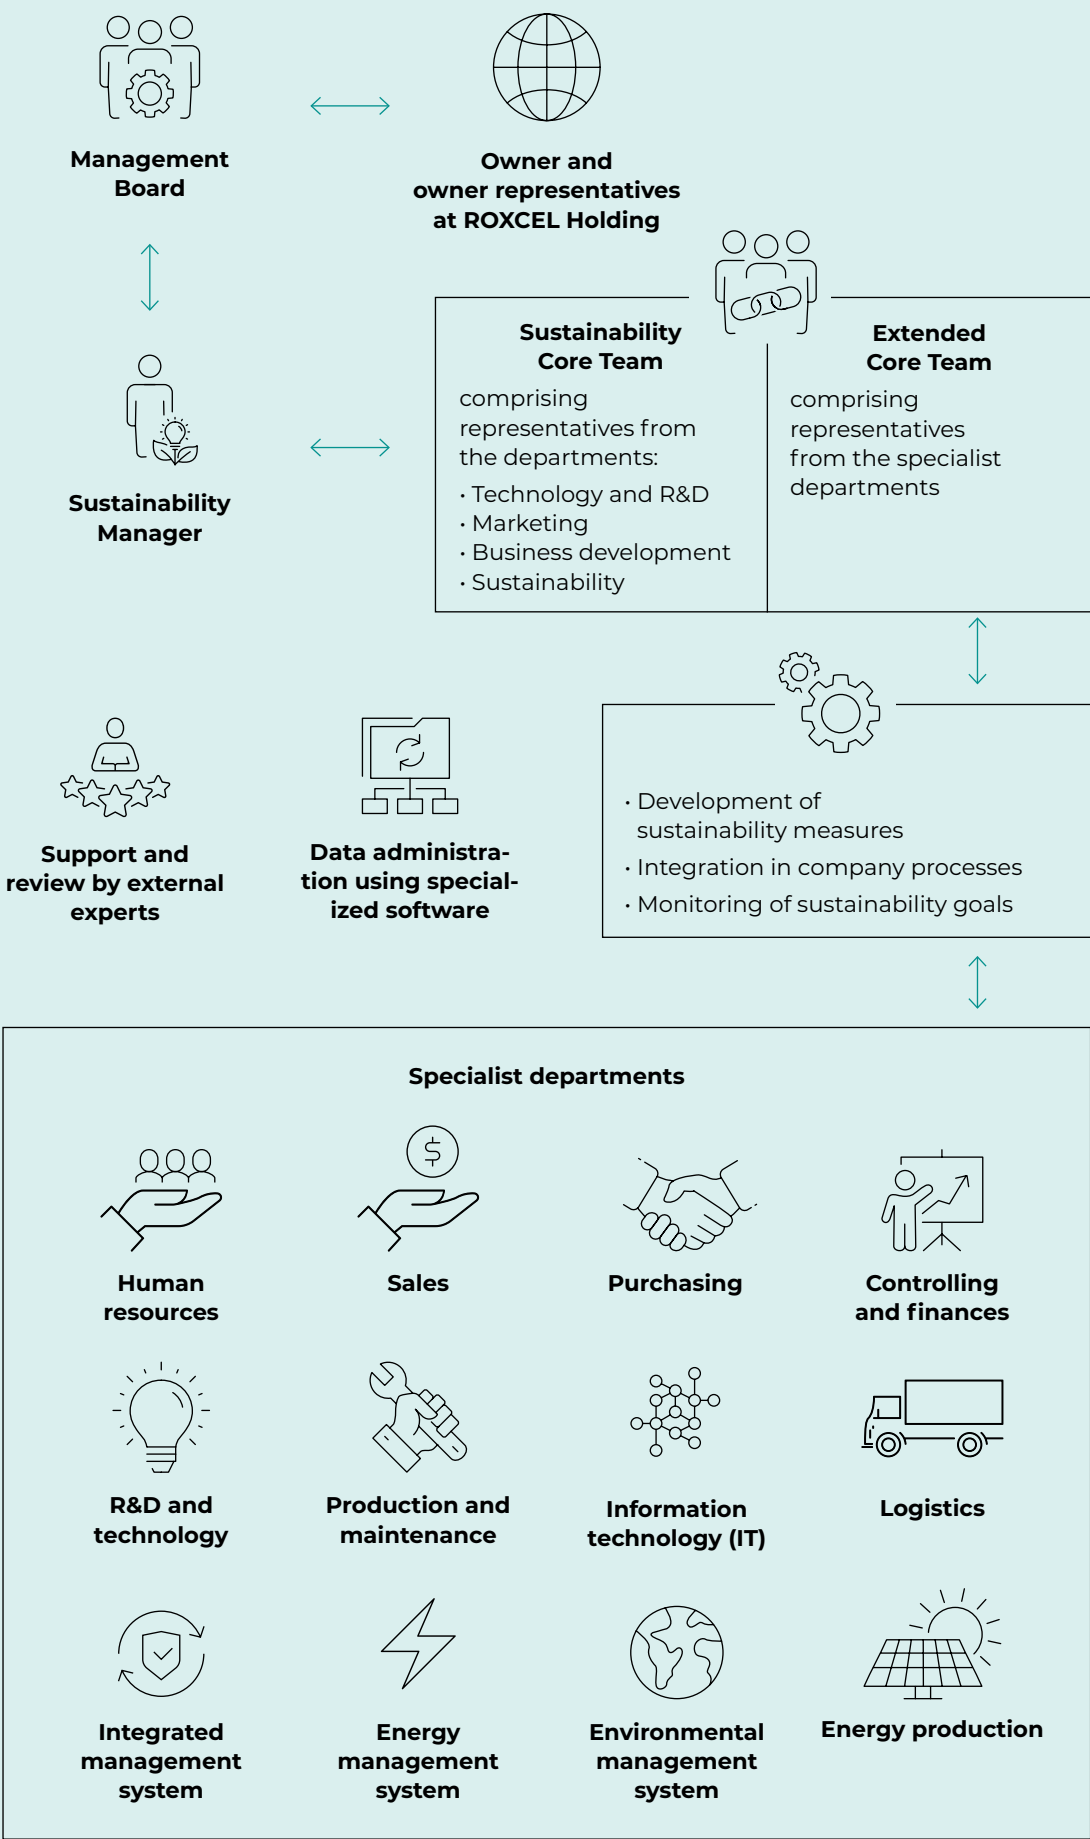 Management
Board
Owner and
owner representatives
at ROXCEL Holding
Sustainability
Manager
Sustainability
Core Team
comprising
representatives from
the departments:
· Technology and R&D
· Marketing
· Business development
· Sustainability
Extended
Core Team
comprising
representatives
from the specialist
departments
Support and
review by external
experts
Data administra-
tion using special-
ized software
· Development of
sustainability measures
· Integration in company processes
· Monitoring of sustainability goals
Specialist departments
$
Human
resources
Sales
Purchasing
Controlling
and finances
R&D and
technology
Production and
maintenance
Information
technology (IT)
Logistics
Integrated
management
system
Energy
management
system
Environmental
management
system
Energy production